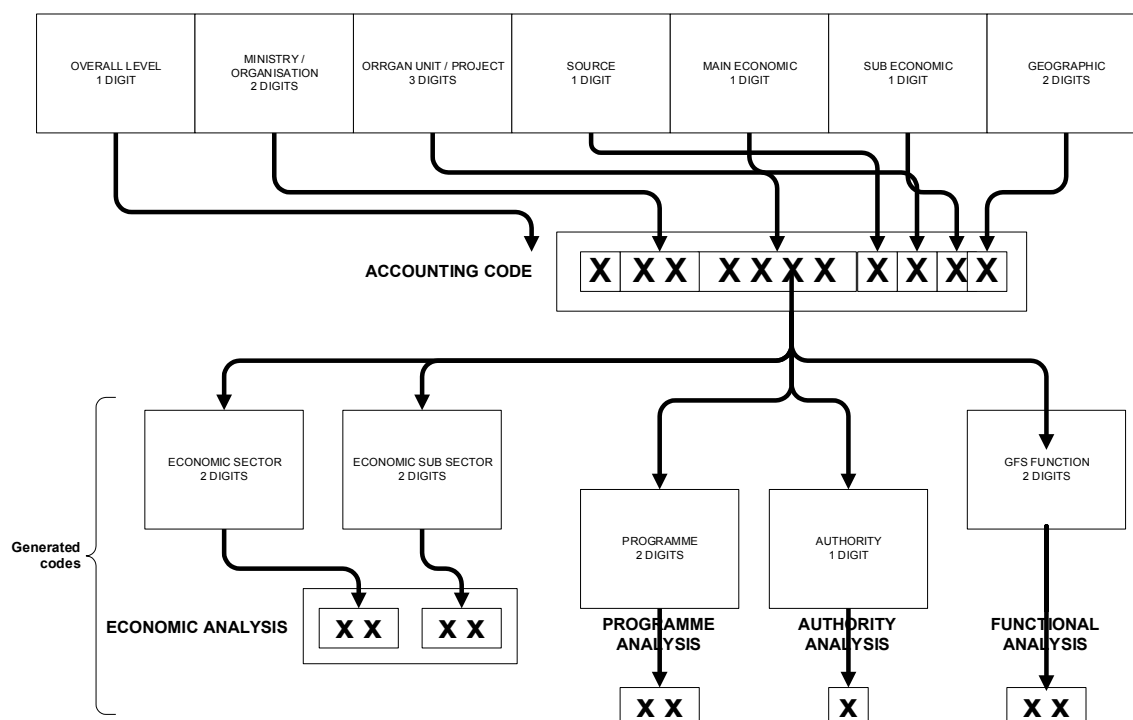 OVERALL LEVEL
1 DIGIT
MINISTRY /
ORGANISATION
2 DIGITS
ORRGAN UNIT / PROJECT
3 DIGITS
SOURCE
1 DIGIT
MAIN ECONOMIC
1 DIGIT
SUB ECONOMIC
1 DIGIT
GEOGRAPHIC
2 DIGITS
ACCOUNTING CODE
X X X X X X X X X X X
ECONOMIC SECTOR
2 DIGITS
ECONOMIC SUB SECTOR
2 DIGITS
GFS FUNCTION
2 DIGITS
PROGRAMME
2 DIGITS
AUTHORITY
1 DIGIT
Generated
codes
ECONOMIC ANALYSIS
X X
X X
PROGRAMME
ANALYSIS
AUTHORITY
ANALYSIS
FUNCTIONAL
ANALYSIS
X X
X
X X